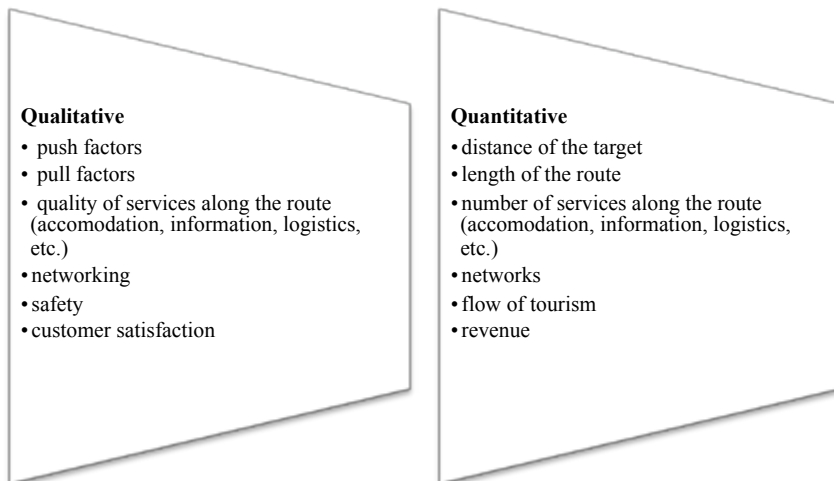 Qualitative
• push factors
• pull factors
• quality of services along the route
(accomodation, information, logistics,
etc.)
• networking
• safety
• customer satisfaction
Quantitative
• distance of the target
• length of the route
• number of services along the route
(accomodation, information, logistics,
etc.)
• networks
• flow of tourism
• revenue